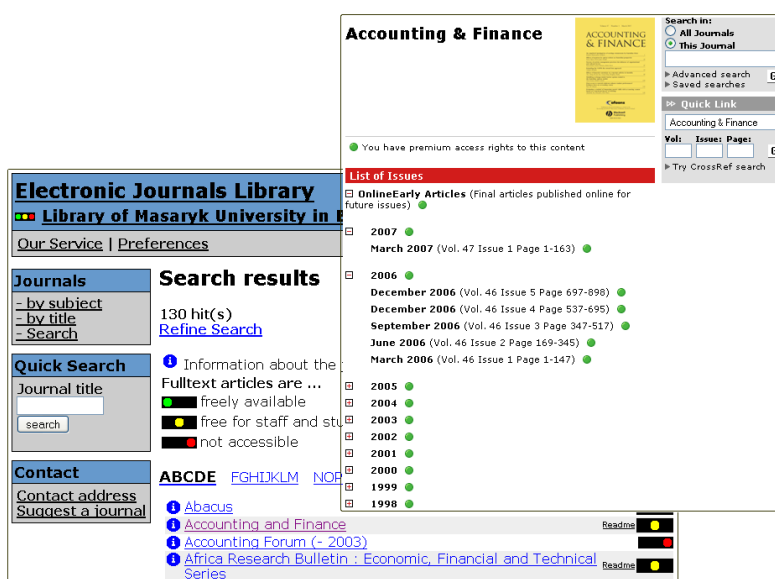 Accounting & Finance
ACCOUNTING
& FINANCE
Search in:
All Journals
This Journal
Advanced search
Saved searches
Quick Link
Accounting & Finance
Vol: Issue: Page:
Try CrossRef search
You have premium access rights to this content
List of Issues
OnlineEarly Articles (Final articles published online for
future issues)
2007
March 2007 (Vol. 47 Issue 1 Page 1-163)
2006
December 2006 (Vol. 46 Issue 5 Page 697-898)
December 2006 (Vol. 46 Issue 4 Page 537-695)
September 2006 (Vol. 46 Issue 3 Page 347-517)
June 2006 (Vol. 46 Issue 2 Page 169-345)
March 2006 (Vol. 46 Issue 1 Page 1-147)
2005
2004
2003
2002
2001
2000
1999
1998
Electronic Journals Library
Library of Masaryk University in
Our Service | Preferences
Journals
- by subject
- by title
- Search
Quick Search
Journal title
search
Contact
Contact address
Suggest a journal
Search results
130 hit(s)
Refine Search
Information about the
Fulltext articles are ...
freely available
free for staff and stu
not accessible
ABCDE FGHIJKLM NOP
Abacus
Accounting and Finance Readme
Accounting Forum (- 2003)
Africa Research Bulletin : Economic, Financial and Technical Readme
Series